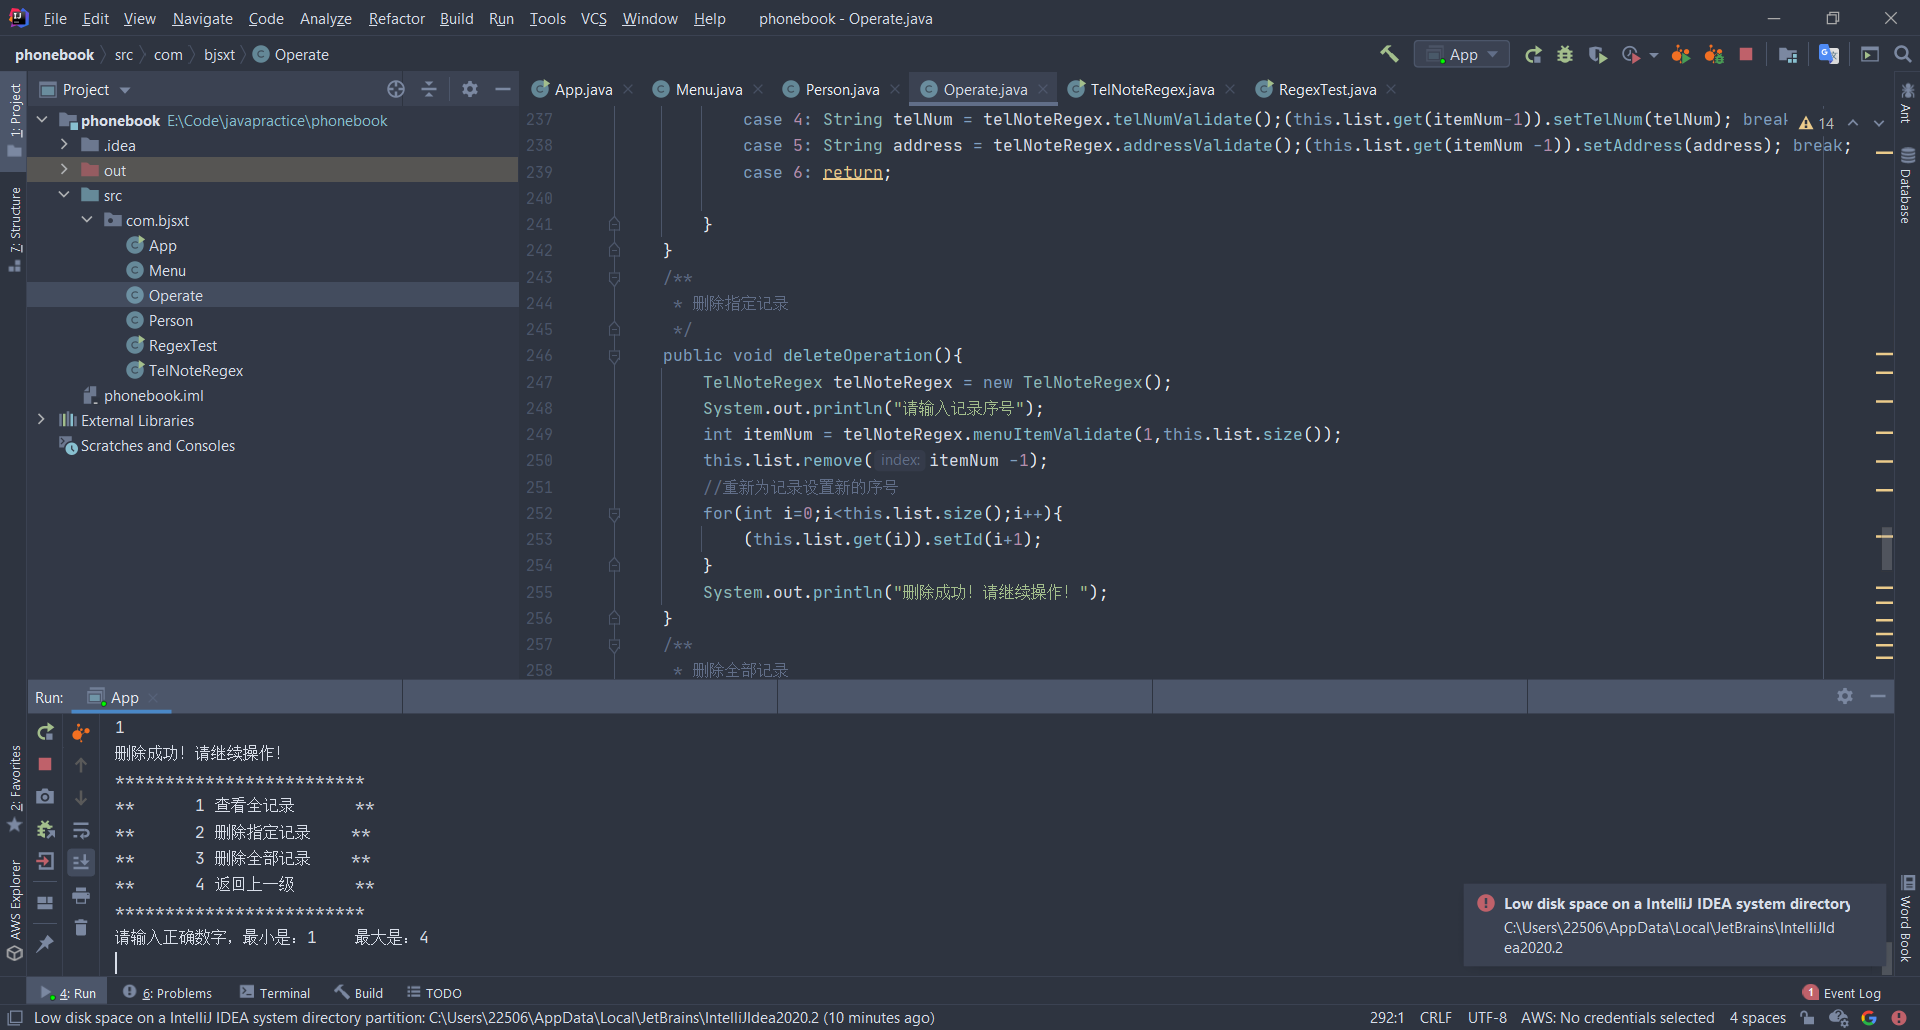 File Edit View Navigate Code Analyze Refactor Build Run Tools VCS Window Help phonebook - Operate.java
phonebook src com bjsxt Operate
App
Project
App.java Menu.java Person.java Operate.java TelNoteRegex.java RegexTest.java
1: Project
7: Structure
2: Favorites
AWS Explorer
phonebook E:\Code\javapractice\phonebook
.idea
out
src
com.bjsxt
App
Menu
Operate
Person
RegexTest
TelNoteRegex
phonebook.iml
External Libraries
Scratches and Consoles
14
237 case 4: String telNum = telNoteRegex.telNumValidate();(this.list.get(itemNum-1)).setTelNum(telNum); break
238 case 5: String address = telNoteRegex.addressValidate();(this.list.get(itemNum -1)).setAddress(address); break;
239 case 6: return;
240
241 }
242 }
243 /**
244 * 删除指定记录
245 */
246 public void deleteOperation(){
247 TelNoteRegex telNoteRegex = new TelNoteRegex();
248 System.out.println("请输入记录序号");
249 int itemNum = telNoteRegex.menuItemValidate(1,this.list.size());
250 this.list.remove( index: itemNum -1);
251 //重新为记录设置新的序号
252 for(int i=0;i<this.list.size();i++){
253 (this.list.get(i)).setId(i+1);
254 }
255 System.out.println("删除成功！请继续操作！");
256 }
257 /**
258 * 删除全部记录
Ant
Database
Word Book
Run: App
1
删除成功！请继续操作！
*************************
** 1 查看全记录 **
** 2 删除指定记录 **
** 3 删除全部记录 **
** 4 返回上一级 **
*************************
请输入正确数字，最小是：1 最大是：4
Low disk space on a IntelliJ IDEA system directory
C:\Users\22506\AppData\Local\JetBrains\IntelliJId
ea2020.2
4: Run 6: Problems Terminal Build TODO 1 Event Log
Low disk space on a IntelliJ IDEA system directory partition: C:\Users\22506\AppData\Local\JetBrains\IntelliJIdea2020.2 (10 minutes ago) 292:1 CRLF UTF-8 AWS: No credentials selected 4 spaces